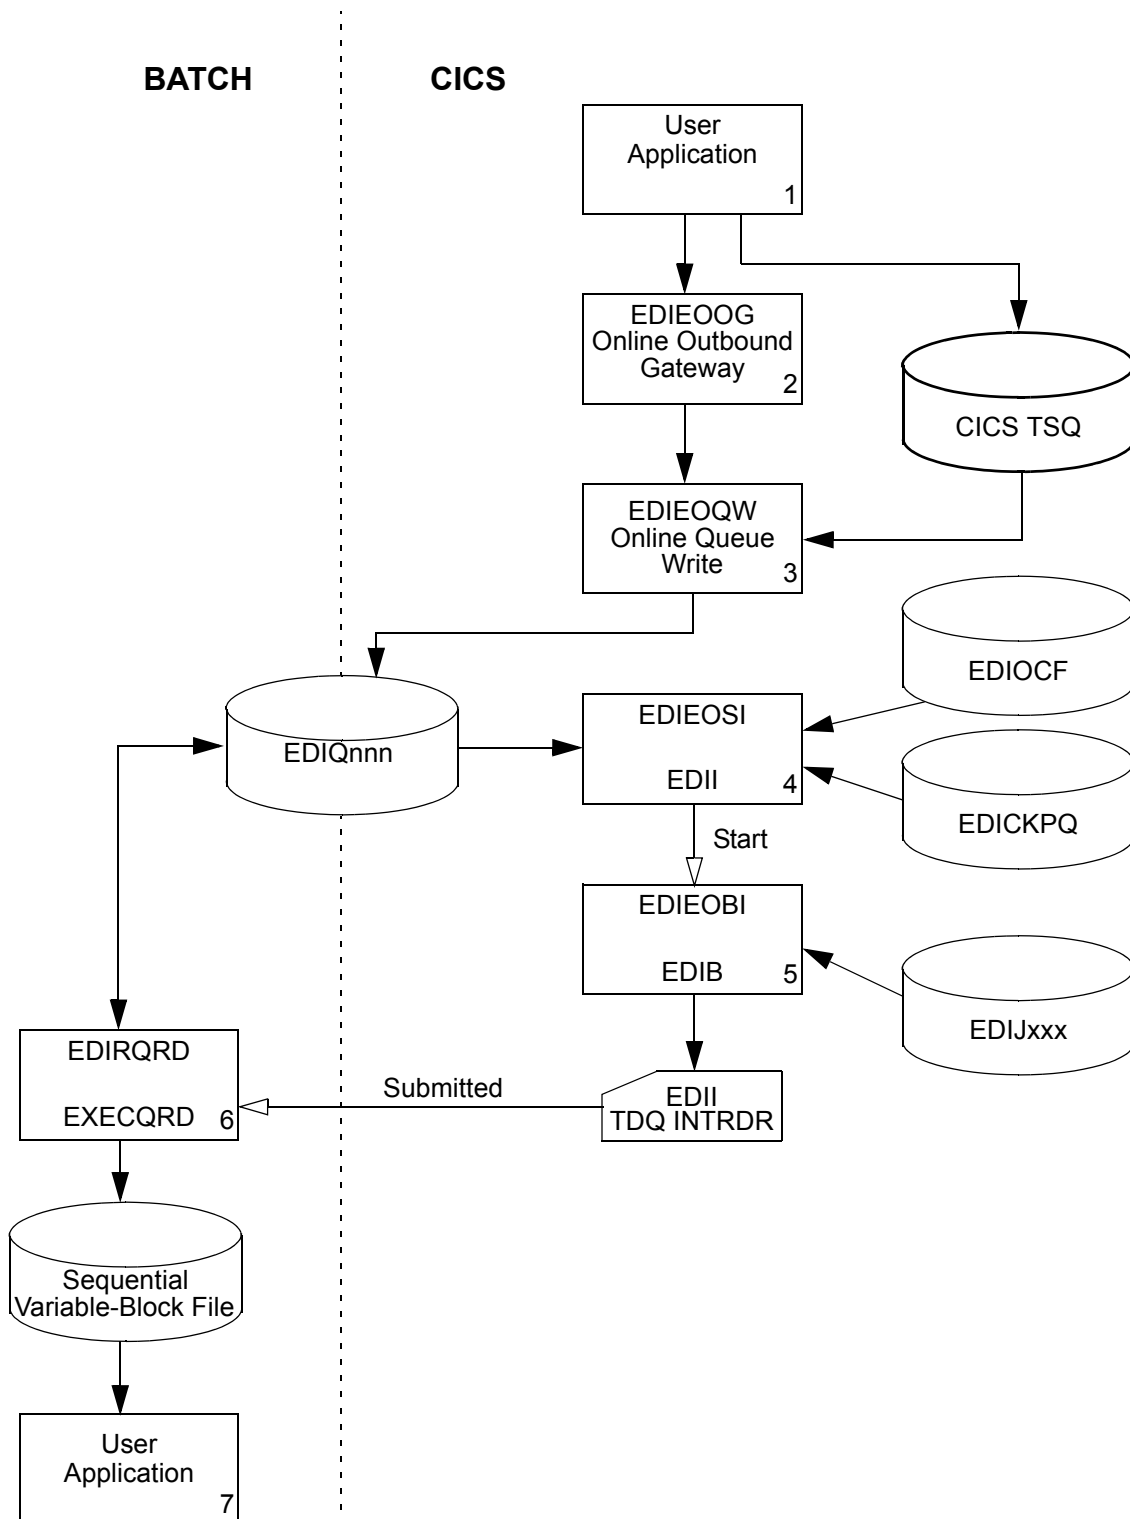 BATCH
CICS
User
Application
1
EDIEOOG
Online Outbound
Gateway
2
CICS TSQ
EDIEOQW
Online Queue
Write
3
EDIOCF
EDIQnnn
EDIEOSI
EDII
4
EDICKPQ
Start
EDIEOBI
EDIB
5
EDIJxxx
EDIRQRD
EXECQRD
6
Submitted
EDII
TDQ INTRDR
Sequential
Variable-Block File
User
Application
7